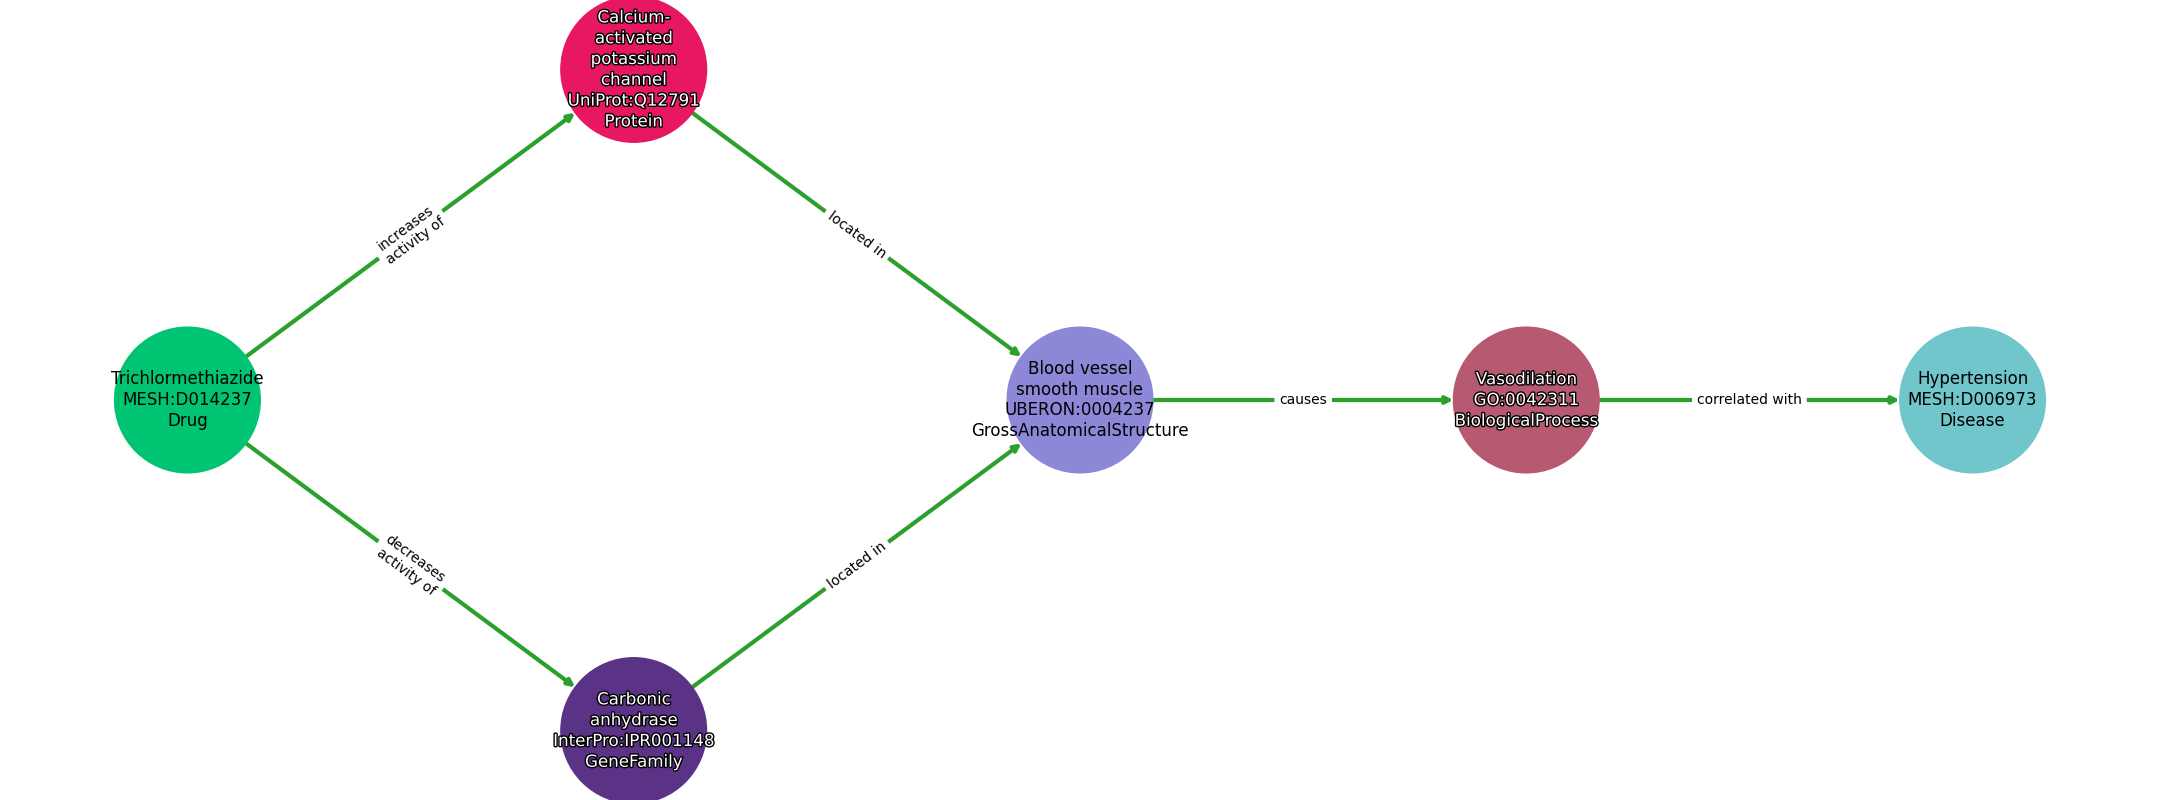 Calcium-
activated
potassium
channel
UniProt:Q12791
Protein
increases
activity of
located in
Trichlormethiazide
MESH:D014237
Drug
Blood vessel
smooth muscle
UBERON:0004237
GrossAnatomicalStructure
causes
Vasodilation
GO:0042311
BiologicalProcess
correlated with
Hypertension
MESH:D006973
Disease
decreases
activity of
located in
Carbonic
anhydrase
InterPro:IPR001148
GeneFamily